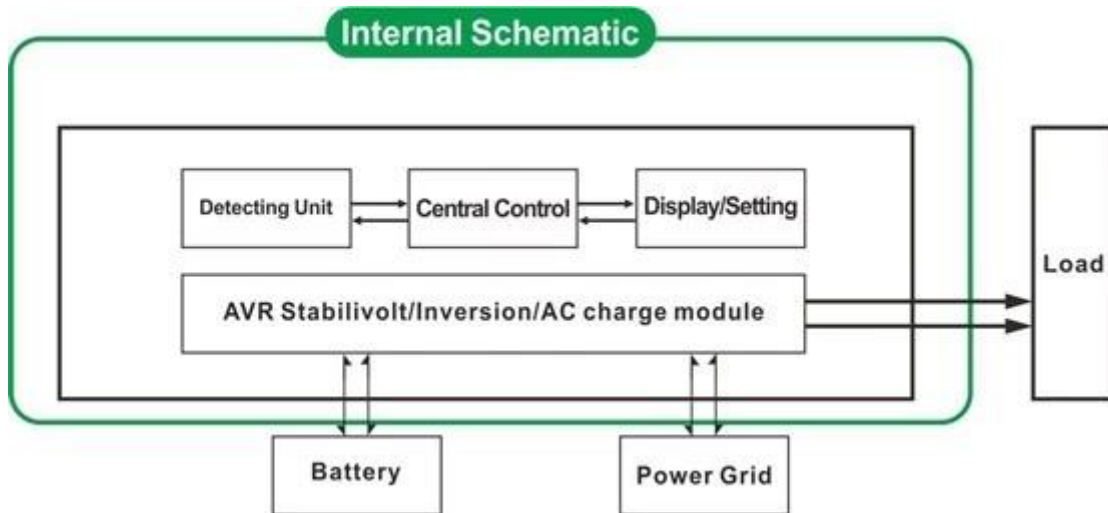 Internal Schematic
Detecting Unit
Central Control
Display/Setting
AVR Stabilivolt/Inversion/AC charge module
Load
Battery
Power Grid